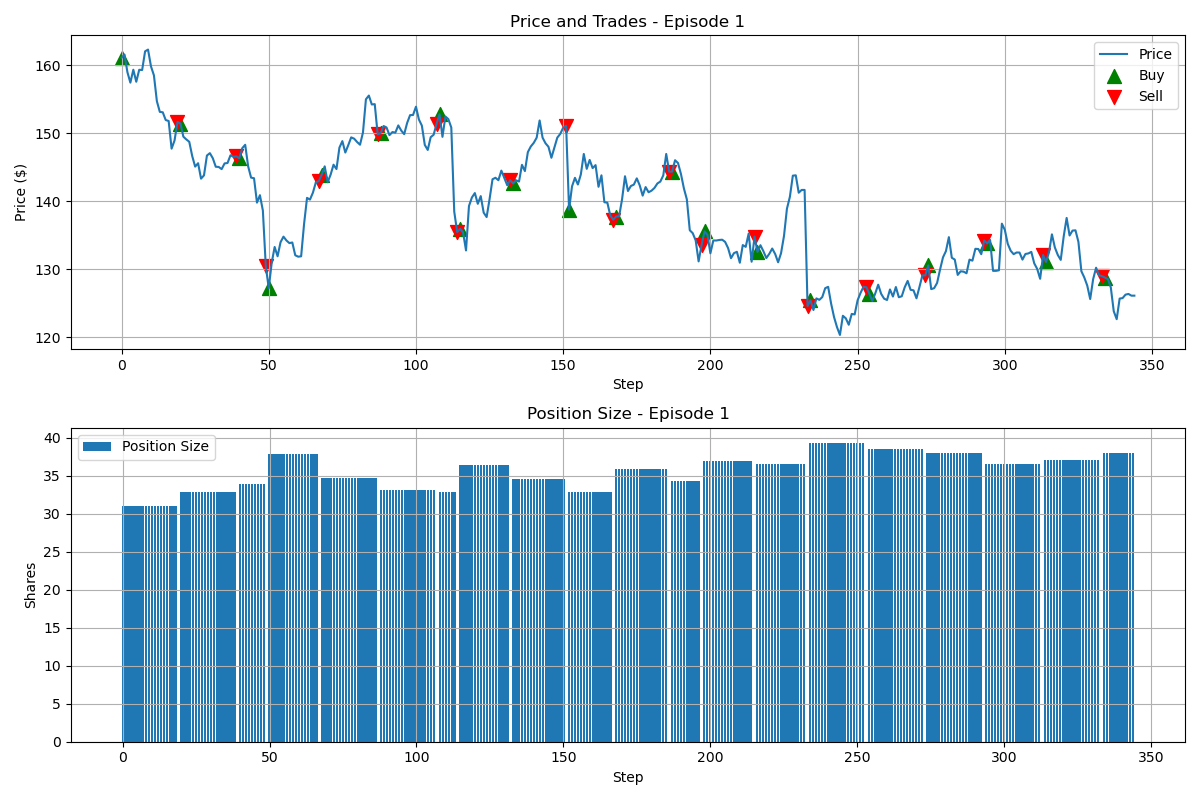 Price and Trades - Episode 1
Price ($)
160
150
140
130
120
Price
Buy
Sell
0 50 100 150 200 250 300 350
Step
Position Size - Episode 1
Shares
40
35
30
25
20
15
10
5
0
Position Size
0 50 100 150 200 250 300 350
Step